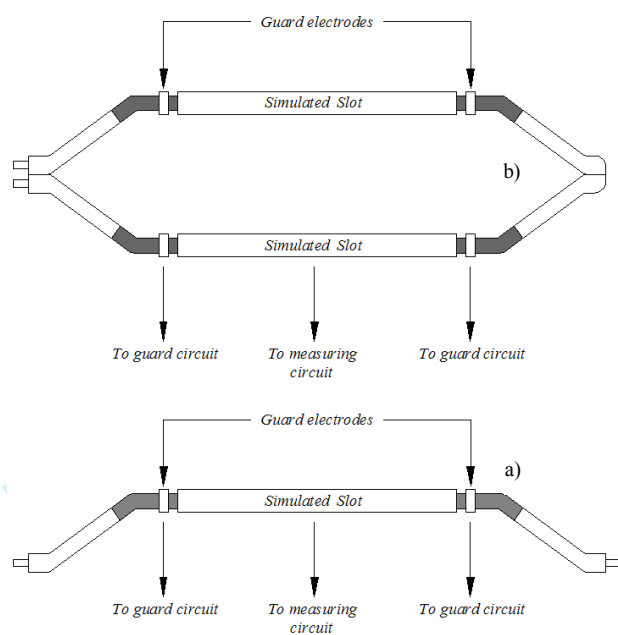 Guard electrodes
Simulated Slot
b)
Simulated Slot
To guard circuit
To measuring
circuit
To guard circuit
Guard electrodes
a)
Simulated Slot
To guard circuit
To measuring
circuit
To guard circuit